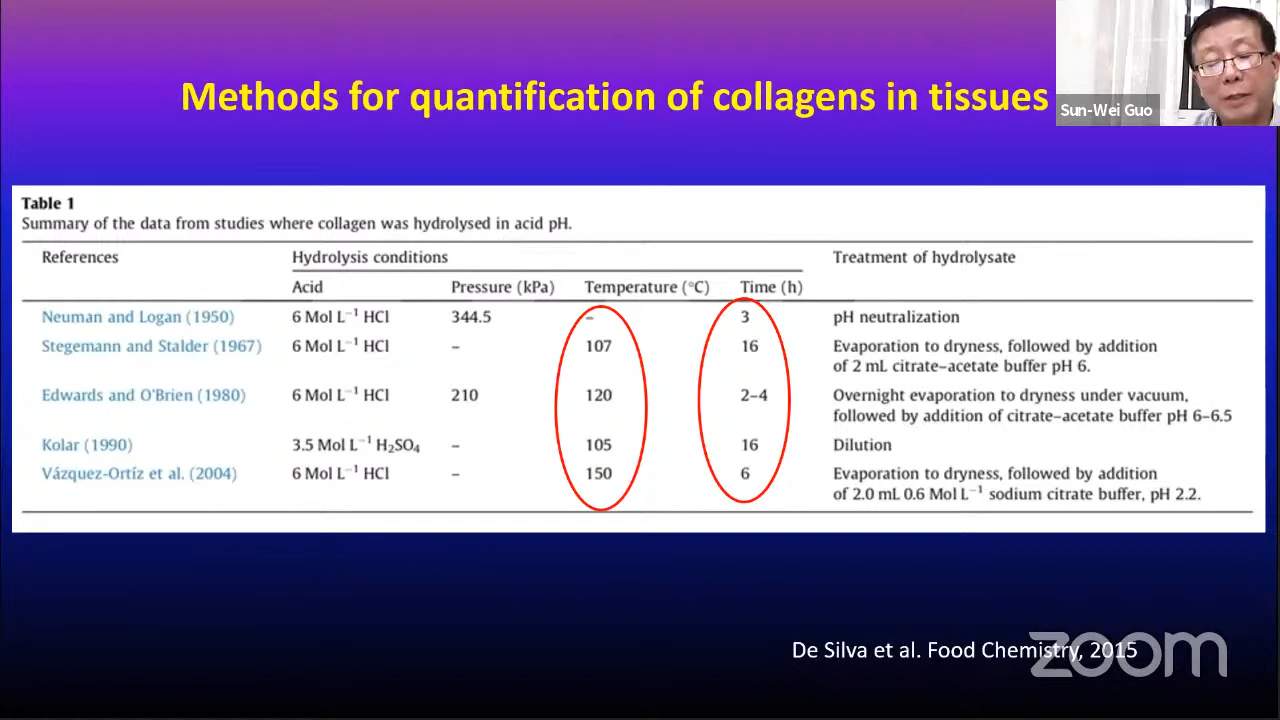 Methods for quantification of collagens in tissues
Sun-Wei Guo
Table 1
Summary of the data from studies where collagen was hydrolysed in acid pH.
References Hydrolysis conditions Treatment of hydrolysate
Acid Pressure (kPa) Temperature (°C) Time (h)
Neuman and Logan (1950) 6 Mol L⁻¹ HCl 344.5 – 3 pH neutralization
Stegemann and Stalder (1967) 6 Mol L⁻¹ HCl – 107 16 Evaporation to dryness, followed by addition
of 2 mL citrate–acetate buffer pH 6.
Edwards and O'Brien (1980) 6 Mol L⁻¹ HCl 210 120 2–4 Overnight evaporation to dryness under vacuum,
followed by addition of citrate–acetate buffer pH 6–6.5
Kolar (1990) 3.5 Mol L⁻¹ H₂SO₄ – 105 16 Dilution
Vázquez-Ortíz et al. (2004) 6 Mol L⁻¹ HCl – 150 6 Evaporation to dryness, followed by addition
of 2.0 mL 0.6 Mol L⁻¹ sodium citrate buffer, pH 2.2.
De Silva et al. Food Chemistry, 2015
zoom